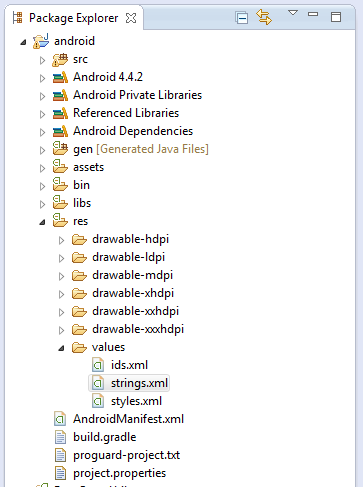 Package Explorer
android
src
Android 4.4.2
Android Private Libraries
Referenced Libraries
Android Dependencies
gen [Generated Java Files]
assets
bin
libs
res
drawable-hdpi
drawable-ldpi
drawable-mdpi
drawable-xhdpi
drawable-xxhdpi
drawable-xxxhdpi
values
ids.xml
strings.xml
styles.xml
AndroidManifest.xml
build.gradle
proguard-project.txt
project.properties